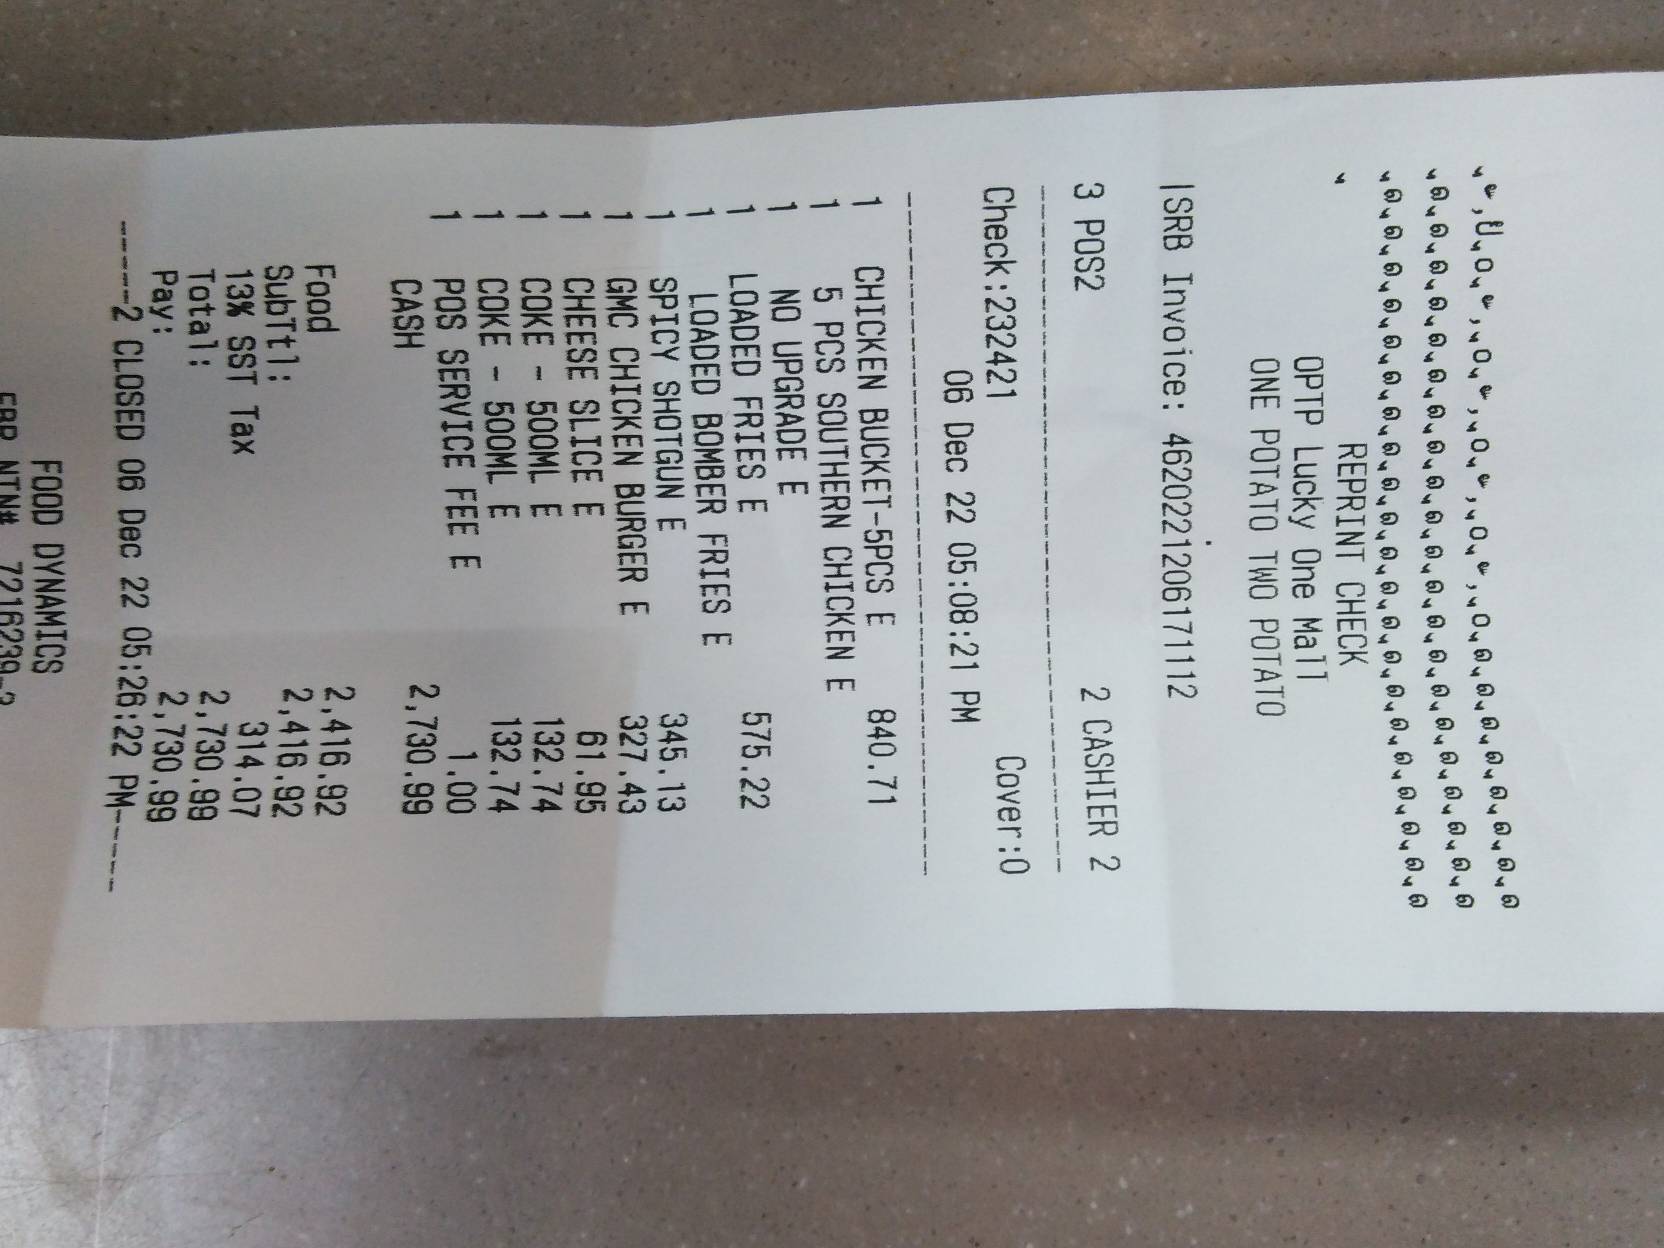 REPRINT CHECK
OPTP Lucky One Mall
ONE POTATO TWO POTATO
ISRB Invoice: 4620221206171112
3 POS2 2 CASHIER 2
Check:232421 Cover:0
06 Dec 22 05:08:21 PM
1 CHICKEN BUCKET-5PCS E 840.71
1 5 PCS SOUTHERN CHICKEN E
1 NO UPGRADE E
1 LOADED FRIES E 575.22
1 LOADED BOMBER FRIES E
1 SPICY SHOTGUN E 345.13
1 GMC CHICKEN BURGER E 327.43
1 CHEESE SLICE E 61.95
1 COKE - 500ML E 132.74
1 COKE - 500ML E 132.74
1 POS SERVICE FEE E 1.00
CASH 2,730.99
Food 2,416.92
SubTtl: 2,416.92
13% SST Tax 314.07
Total: 2,730.99
Pay: 2,730.99
-----2 CLOSED 06 Dec 22 05:26:22 PM-----
FOOD DYNAMICS
NTN# 7216239-2